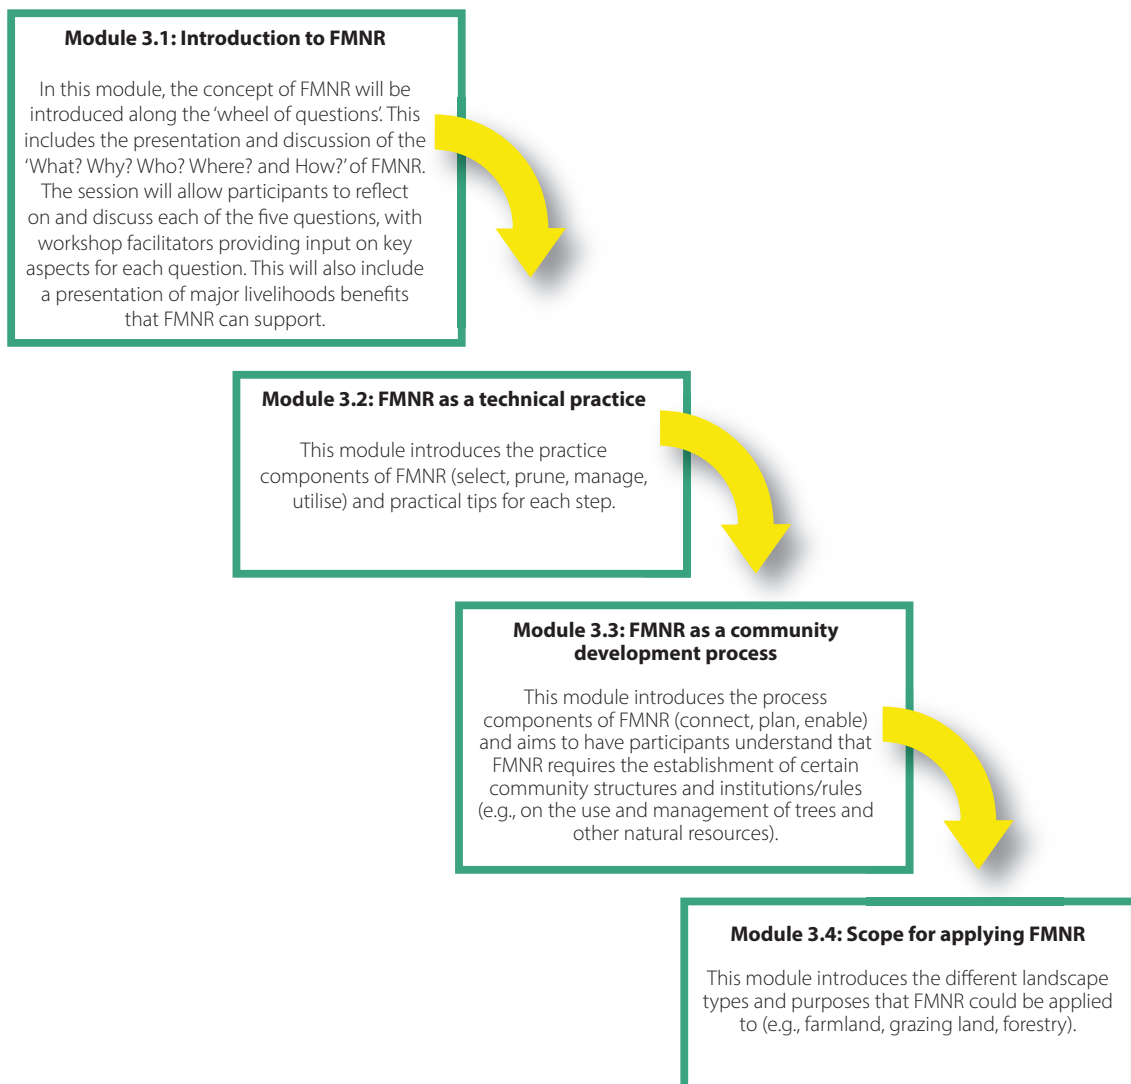 Module 3.1: Introduction to FMNR
In this module, the concept of FMNR will be
introduced along the ‘wheel of questions’. This
includes the presentation and discussion of the
‘What? Why? Who? Where? and How?’ of FMNR.
The session will allow participants to reflect
on and discuss each of the five questions, with
workshop facilitators providing input on key
aspects for each question. This will also include
a presentation of major livelihoods benefits
that FMNR can support.
Module 3.2: FMNR as a technical practice
This module introduces the practice
components of FMNR (select, prune, manage,
utilise) and practical tips for each step.
Module 3.3: FMNR as a community
development process
This module introduces the process
components of FMNR (connect, plan, enable)
and aims to have participants understand that
FMNR requires the establishment of certain
community structures and institutions/rules
(e.g., on the use and management of trees and
other natural resources).
Module 3.4: Scope for applying FMNR
This module introduces the different landscape
types and purposes that FMNR could be applied
to (e.g., farmland, grazing land, forestry).